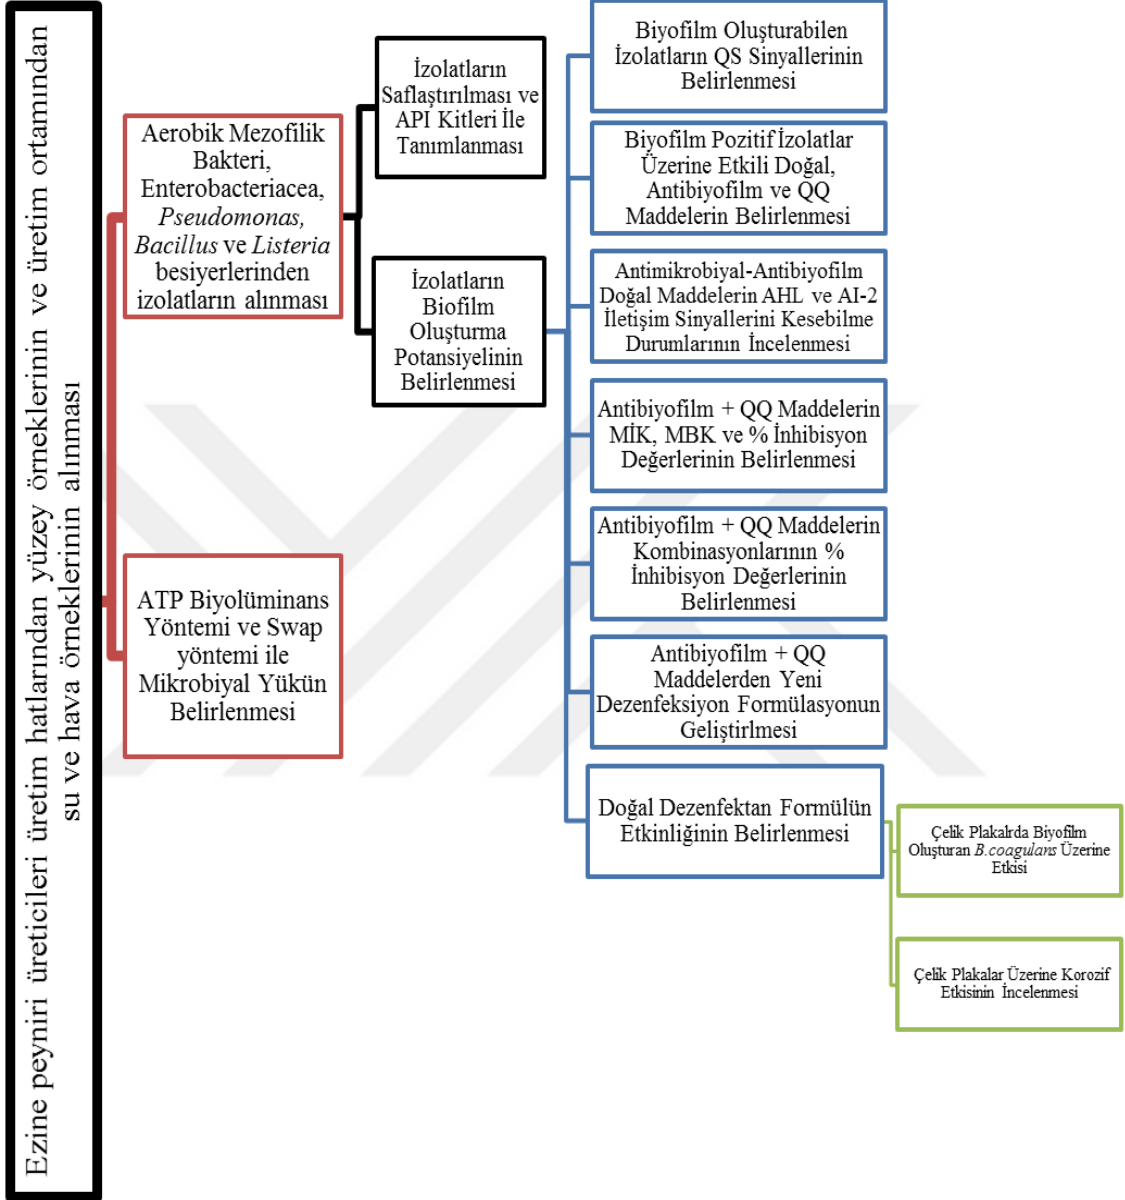 Ezine peyniri üreticileri üretim hatlarından yüzey örneklerinin ve üretim ortamından
su ve hava örneklerinin alınması
Aerobik Mezofilik
Bakteri,
Enterobacteriacea,
Pseudomonas,
Bacillus ve Listeria
besiyerlerinden
izolatların alınması
ATP Biyolüminans
Yöntemi ve Swap
yöntemi ile
Mikrobiyal Yükün
Belirlenmesi
İzolatların
Saflaştırılması ve
API Kitleri İle
Tanımlanması
İzolatların
Biofilm
Oluşturma
Potansiyelinin
Belirlenmesi
Biyofilm Oluşturabilen
İzolatların QS Sinyallerinin
Belirlenmesi
Biyofilm Pozitif İzolatlar
Üzerine Etkili Doğal,
Antibiyofilm ve QQ
Maddelerin Belirlenmesi
Antimikrobiyal-Antibiyofilm
Doğal Maddelerin AHL ve AI-2
İletişim Sinyallerini Kesebilme
Durumlarının İncelenmesi
Antibiyofilm + QQ Maddelerin
MİK, MBK ve % İnhibisyon
Değerlerinin Belirlenmesi
Antibiyofilm + QQ Maddelerin
Kombinasyonlarının %
İnhibisyon Değerlerinin
Belirlenmesi
Antibiyofilm + QQ
Maddelerden Yeni
Dezenfeksiyon Formülasyonun
Geliştirlmesi
Doğal Dezenfektan Formülün
Etkinliğinin Belirlenmesi
Çelik Plakalrda Biyofilm
Oluşturan B.coagulans Üzerine
Etkisi
Çelik Plakalar Üzerine Korozif
Etkisinin İncelenmesi